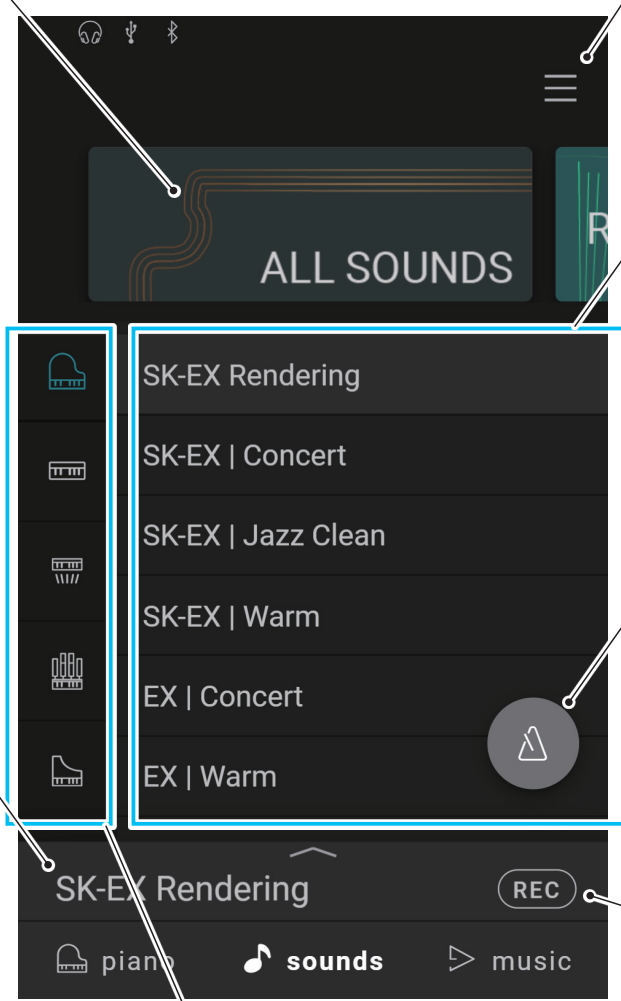 ALL SOUNDS
R
SK-EX Rendering
SK-EX | Concert
SK-EX | Jazz Clean
SK-EX | Warm
EX | Concert
EX | Warm
SK-EX Rendering
REC
piano
sounds
music